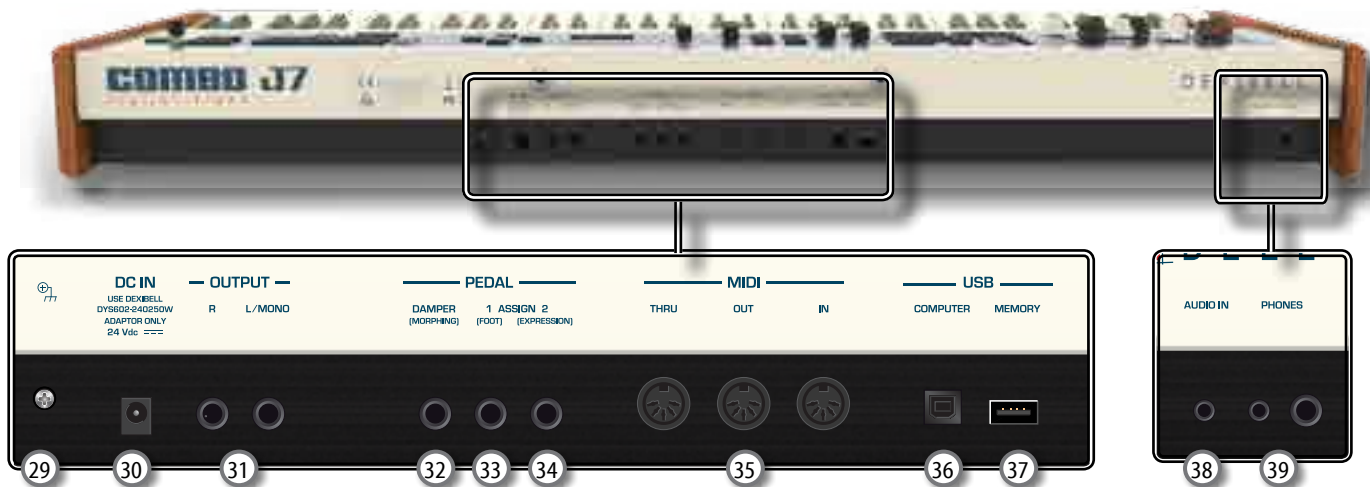 COMBO J7
DC IN
USE DEXIBELL
DYS602-240250W
ADAPTOR ONLY
24 Vdc
OUTPUT
R L/MONO
PEDAL
DAMPER 1 ASSIGN 2
(MORPHING) (FOOT) (EXPRESSION)
MIDI
THRU OUT IN
USB
COMPUTER MEMORY
AUDIO IN PHONES
29 30 31 32 33 34 35 36 37 38 39